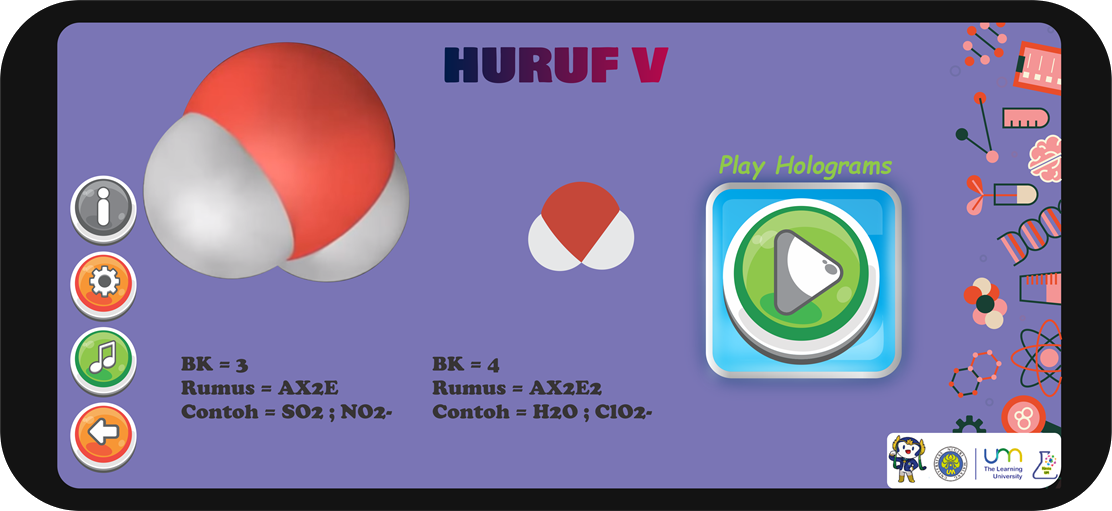 HURUF V
Play Holograms
BK = 3
Rumus = AX2E
Contoh = SO2 ; NO2-
BK = 4
Rumus = AX2E2
Contoh = H2O ; ClO2-
um
The Learning
University